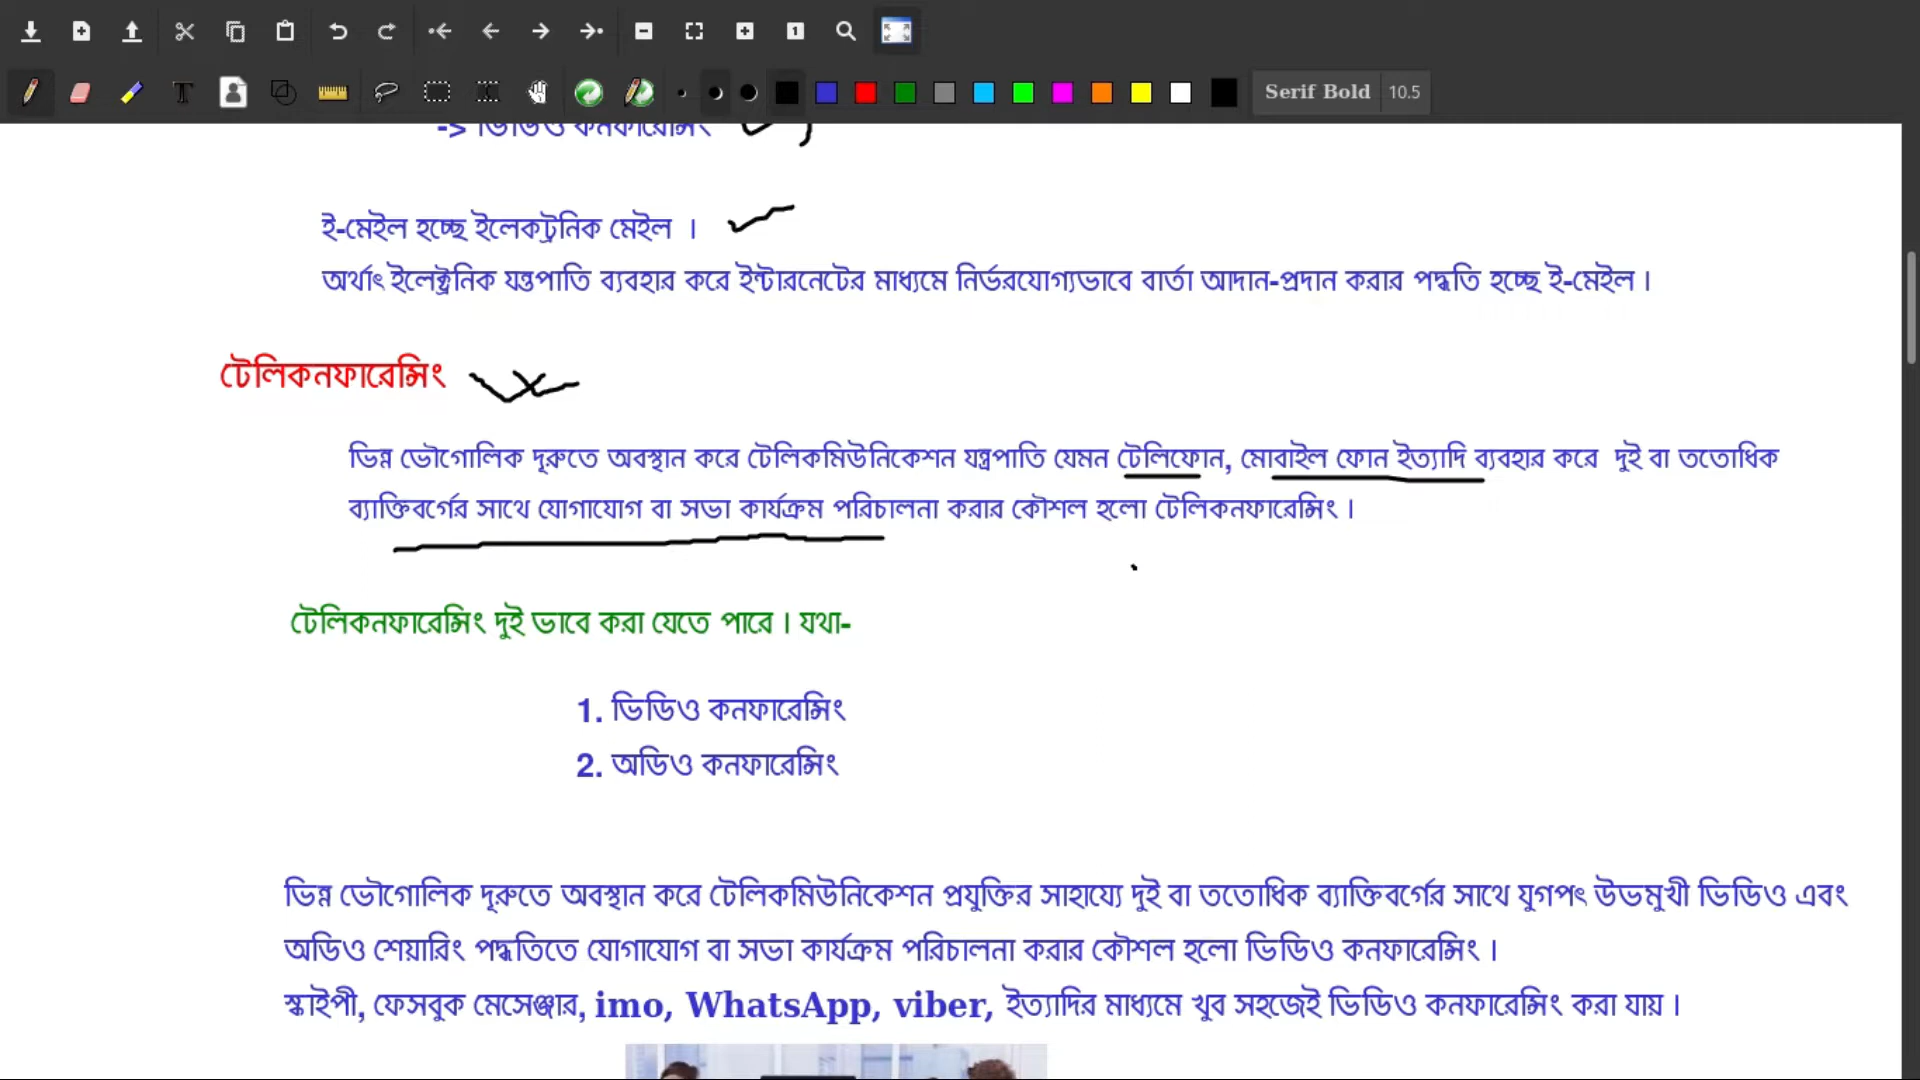 Serif Bold 10.5
-> ভিডিও কনফারেন্সিং
ই-মেইল হচ্ছে ইলেকট্রনিক মেইল ।
অর্থাৎ ইলেক্ট্রনিক যন্তপাতি ব্যবহার করে ইন্টারনেটের মাধ্যমে নির্ভরযোগ্যভাবে বার্তা আদান-প্রদান করার পদ্ধতি হচ্ছে ই-মেইল ।
টেলিকনফারেন্সিং
ভিন্ন ভৌগোলিক দূরুতে অবস্থান করে টেলিকমিউনিকেশন যন্ত্রপাতি যেমন টেলিফোন, মোবাইল ফোন ইত্যাদি ব্যবহার করে দুই বা ততোধিক
ব্যাক্তিবর্গের সাথে যোগাযোগ বা সভা কার্যক্রম পরিচালনা করার কৌশল হলো টেলিকনফারেন্সিং ।
টেলিকনফারেন্সিং দুই ভাবে করা যেতে পারে । যথা-
1. ভিডিও কনফারেন্সিং
2. অডিও কনফারেন্সিং
ভিন্ন ভৌগোলিক দূরুতে অবস্থান করে টেলিকমিউনিকেশন প্রযুক্তির সাহায্যে দুই বা ততোধিক ব্যাক্তিবর্গের সাথে যুগপৎ উভমুখী ভিডিও এবং
অডিও শেয়ারিং পদ্ধতিতে যোগাযোগ বা সভা কার্যক্রম পরিচালনা করার কৌশল হলো ভিডিও কনফারেন্সিং ।
স্কাইপী, ফেসবুক মেসেঞ্জার, imo, WhatsApp, viber, ইত্যাদির মাধ্যমে খুব সহজেই ভিডিও কনফারেন্সিং করা যায় ।